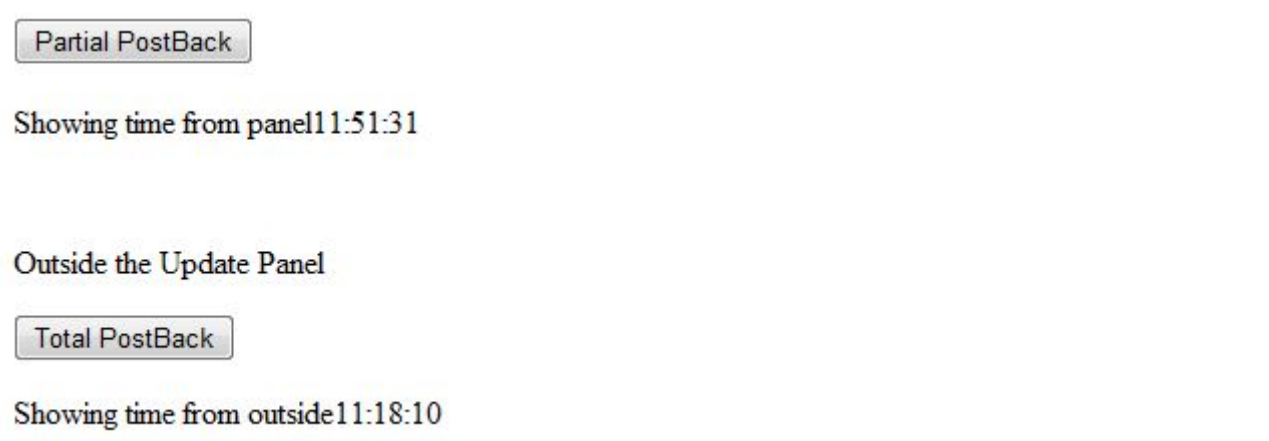 Partial PostBack
Showing time from panel11:51:31
Outside the Update Panel
Total PostBack
Showing time from outside11:18:10